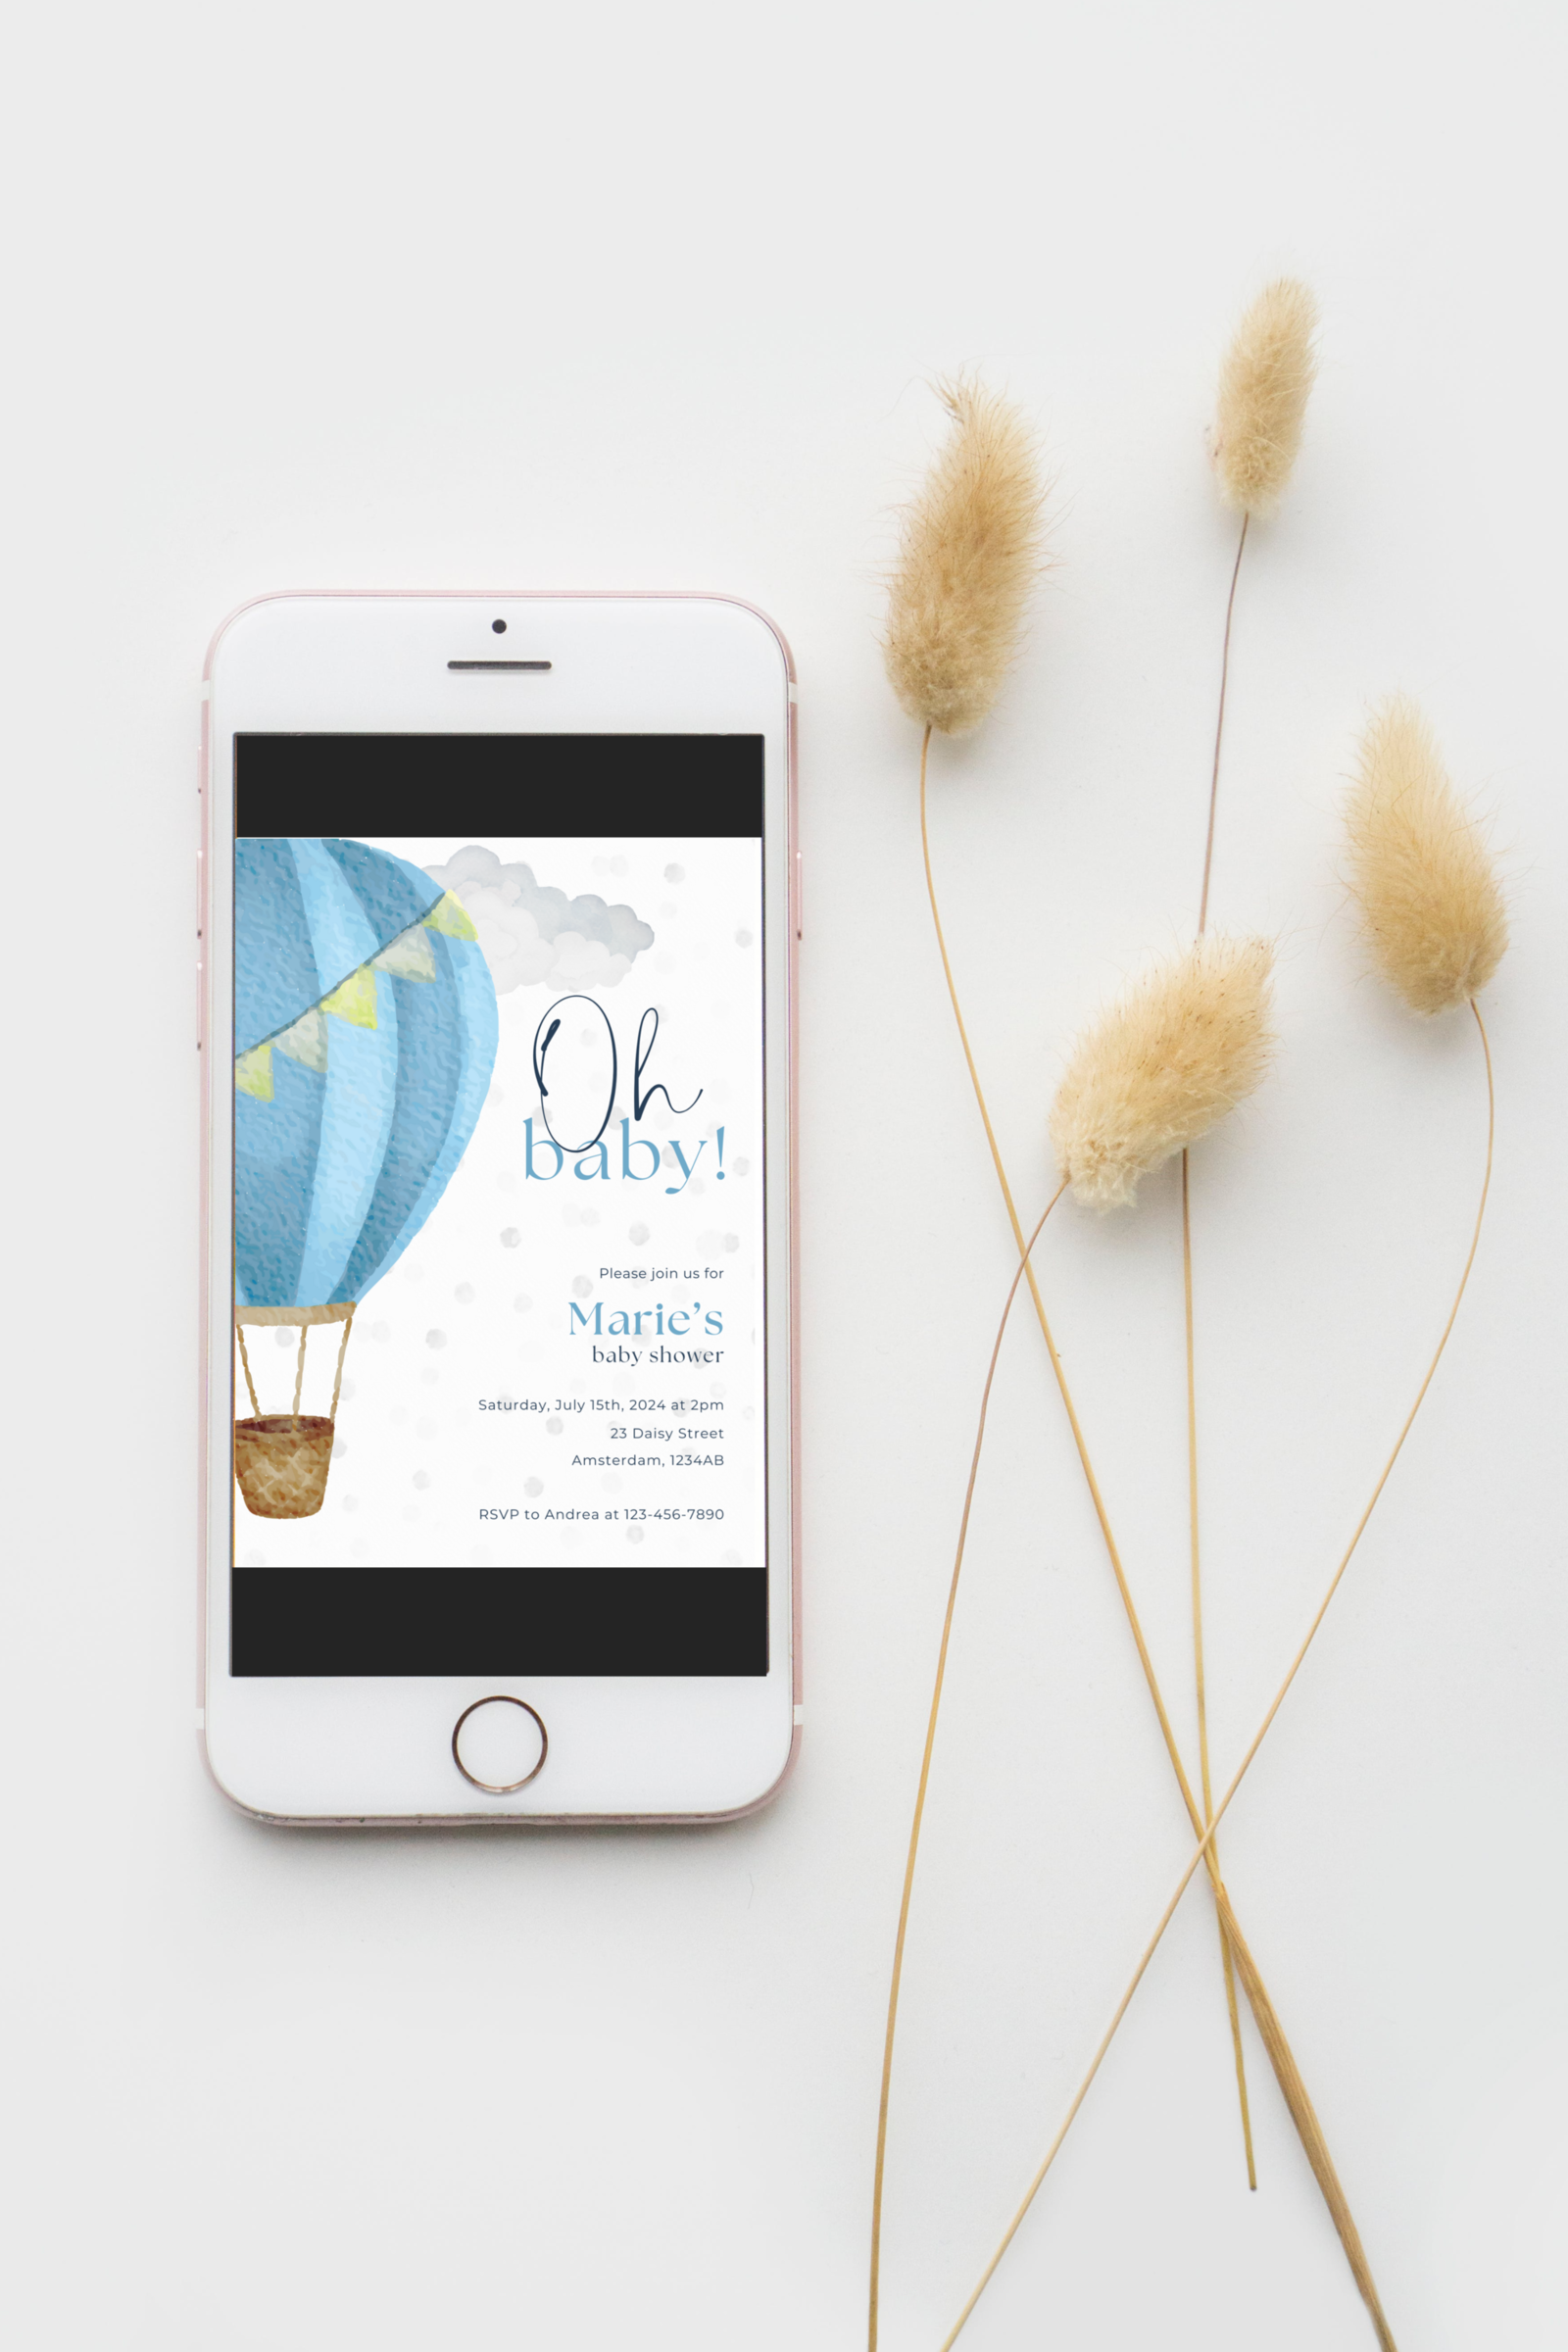 Oh
baby!
Please join us for
Marie's
baby shower
Saturday, July 15th, 2024 at 2pm
23 Daisy Street
Amsterdam, 1234AB
RSVP to Andrea at 123-456-7890